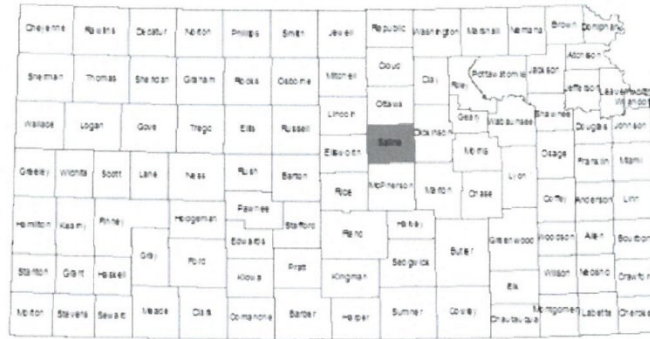 Cheyenne Rawlins Decatur Norton Phillips Smith Jewell Republic Washington Marshall Nemaha Brown Doniphan
Cloud Atchison
Sherman Thomas Sheridan Graham Rooks Osborne Mitchell Clay Riley Pottawatomie Jackson
Ottawa Jefferson Leavenworth
Wyandotte
Wallace Logan Gove Trego Ellis Russell Lincoln Saline Dickinson Geary Wabaunsee Shawnee Douglas Johnson
Ellsworth Morris Osage Franklin Miami
Greeley Wichita Scott Lane Ness Rush Barton Rice McPherson Marion Chase Lyon
Pawnee Coffey Anderson Linn
Hamilton Kearny Finney Hodgeman Stafford Reno Harvey
Edwards Butler Greenwood Woodson Allen Bourbon
Gray Ford Sedgwick
Stanton Grant Haskell Kiowa Pratt Kingman Wilson Neosho Crawford
Elk
Morton Stevens Seward Meade Clark Comanche Barber Harper Sumner Cowley Chautauqua Montgomery Labette Cherokee